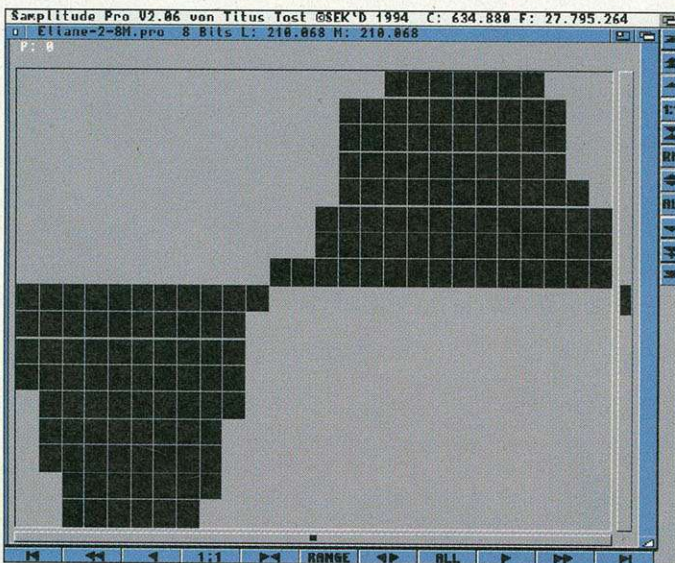 Samplitude Pro V2.06 von Titus Tost ©SEK'D 1994 C: 634.880 F: 27.795.264
Eliane-2-8M.pro 8 Bits L: 210.068 M: 210.068
P: 0
1:1 RANGE ALL